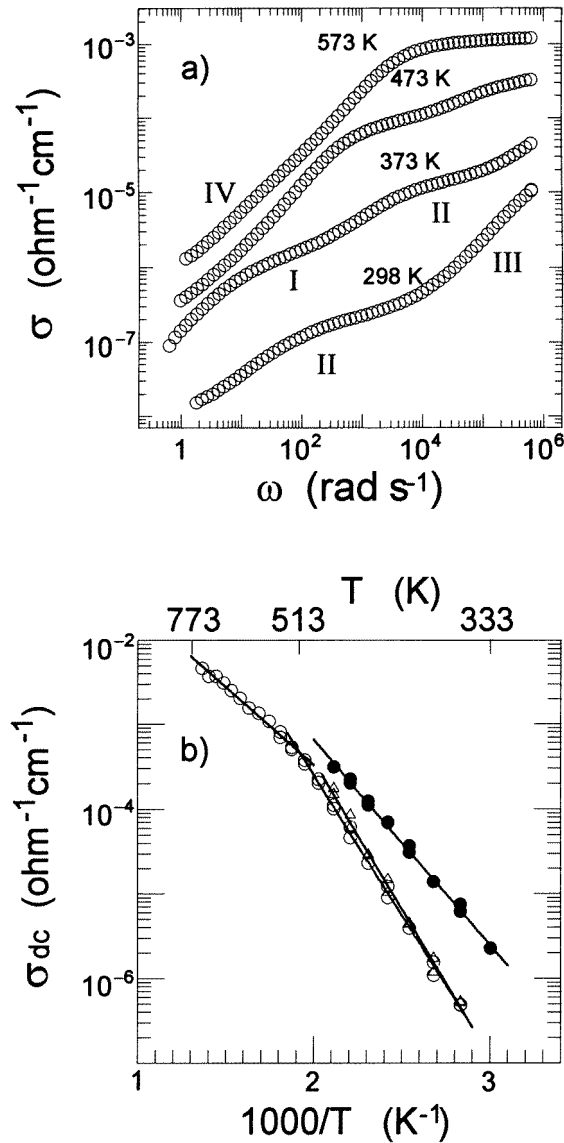 10⁻³
10⁻⁵
10⁻⁷
σ (ohm⁻¹cm⁻¹)
a)
573 K
473 K
373 K
298 K
IV
I
II
II
III
1 10² 10⁴ 10⁶
ω (rad s⁻¹)
T (K)
773 513 333
10⁻²
10⁻⁴
10⁻⁶
σdc (ohm⁻¹cm⁻¹)
b)
1 2 3
1000/T (K⁻¹)